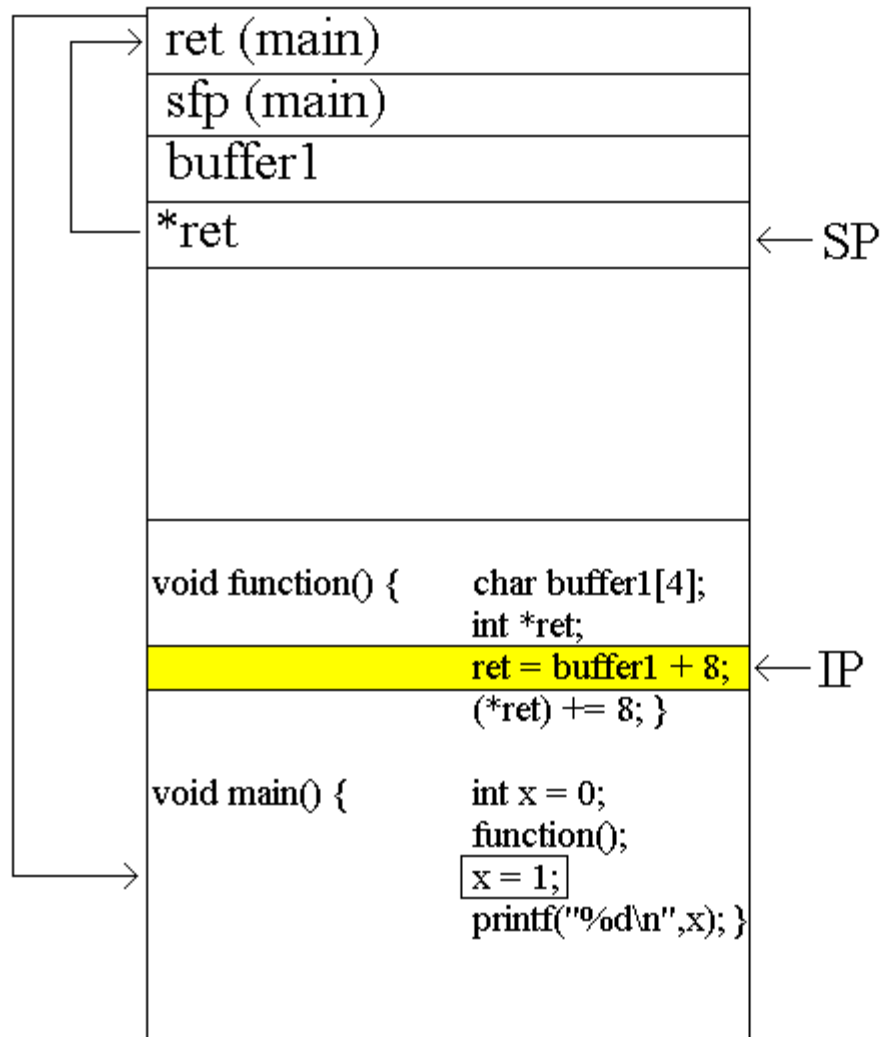 ret (main)
sfp (main)
buffer1
*ret
SP
void function() { char buffer1[4];
int *ret;
ret = buffer1 + 8;
IP
(*ret) += 8; }
void main() { int x = 0;
function();
x = 1;
printf("%d\n",x); }